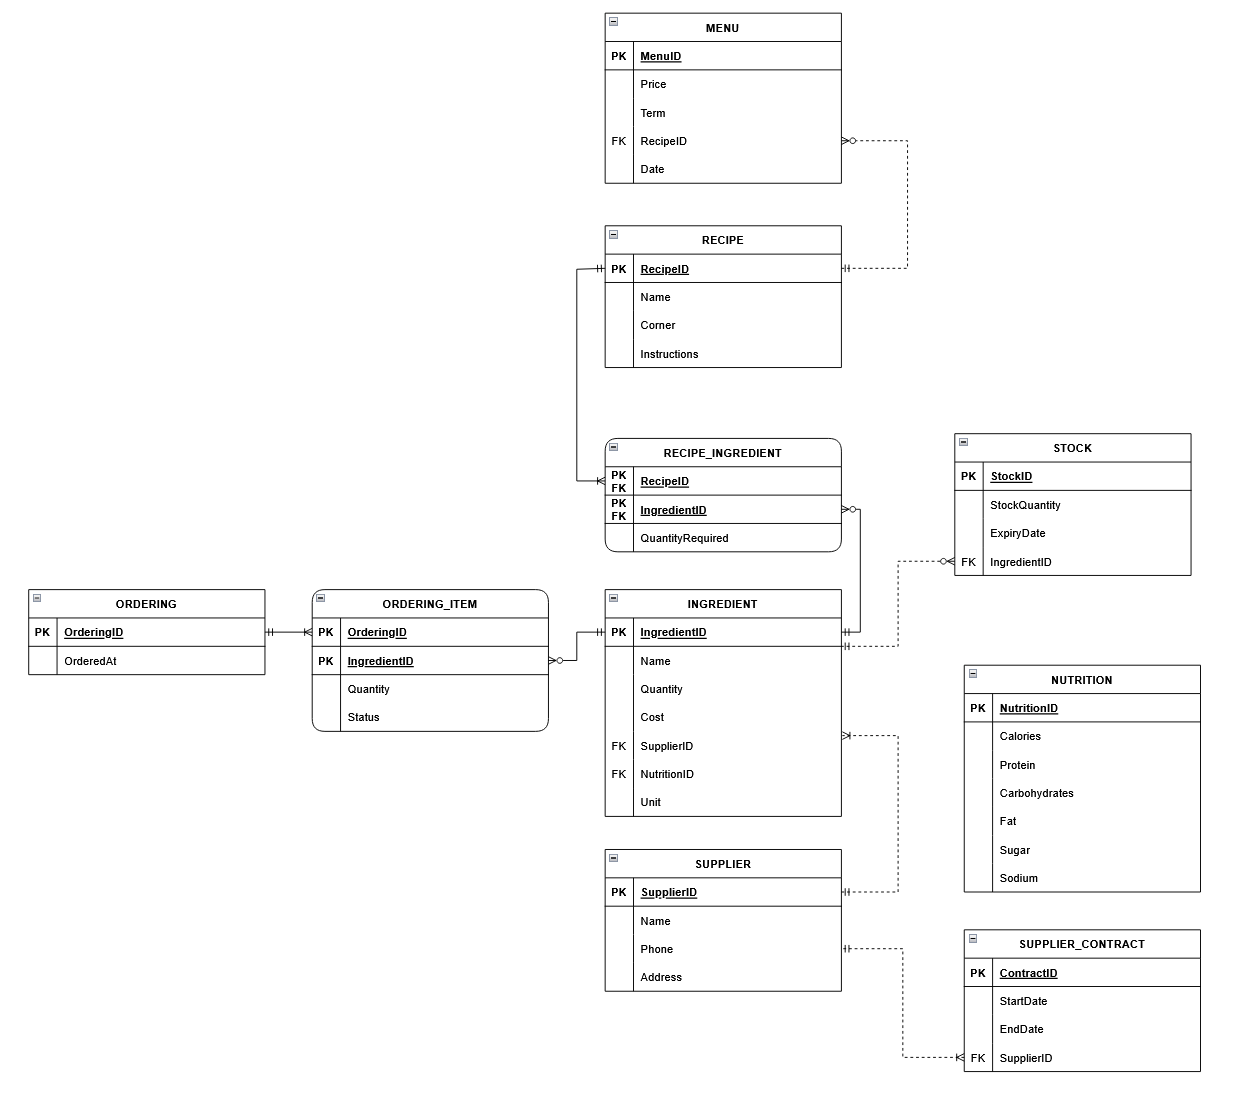 MENU
PK MenuID
Price
Term
FK RecipeID
Date
RECIPE
PK RecipeID
Name
Corner
Instructions
RECIPE_INGREDIENT
PK
FK RecipeID
PK
FK IngredientID
QuantityRequired
STOCK
PK StockID
StockQuantity
ExpiryDate
FK IngredientID
ORDERING
PK OrderingID
OrderedAt
ORDERING_ITEM
PK OrderingID
PK IngredientID
Quantity
Status
INGREDIENT
PK IngredientID
Name
Quantity
Cost
FK SupplierID
FK NutritionID
Unit
NUTRITION
PK NutritionID
Calories
Protein
Carbohydrates
Fat
Sugar
Sodium
SUPPLIER
PK SupplierID
Name
Phone
Address
SUPPLIER_CONTRACT
PK ContractID
StartDate
EndDate
FK SupplierID